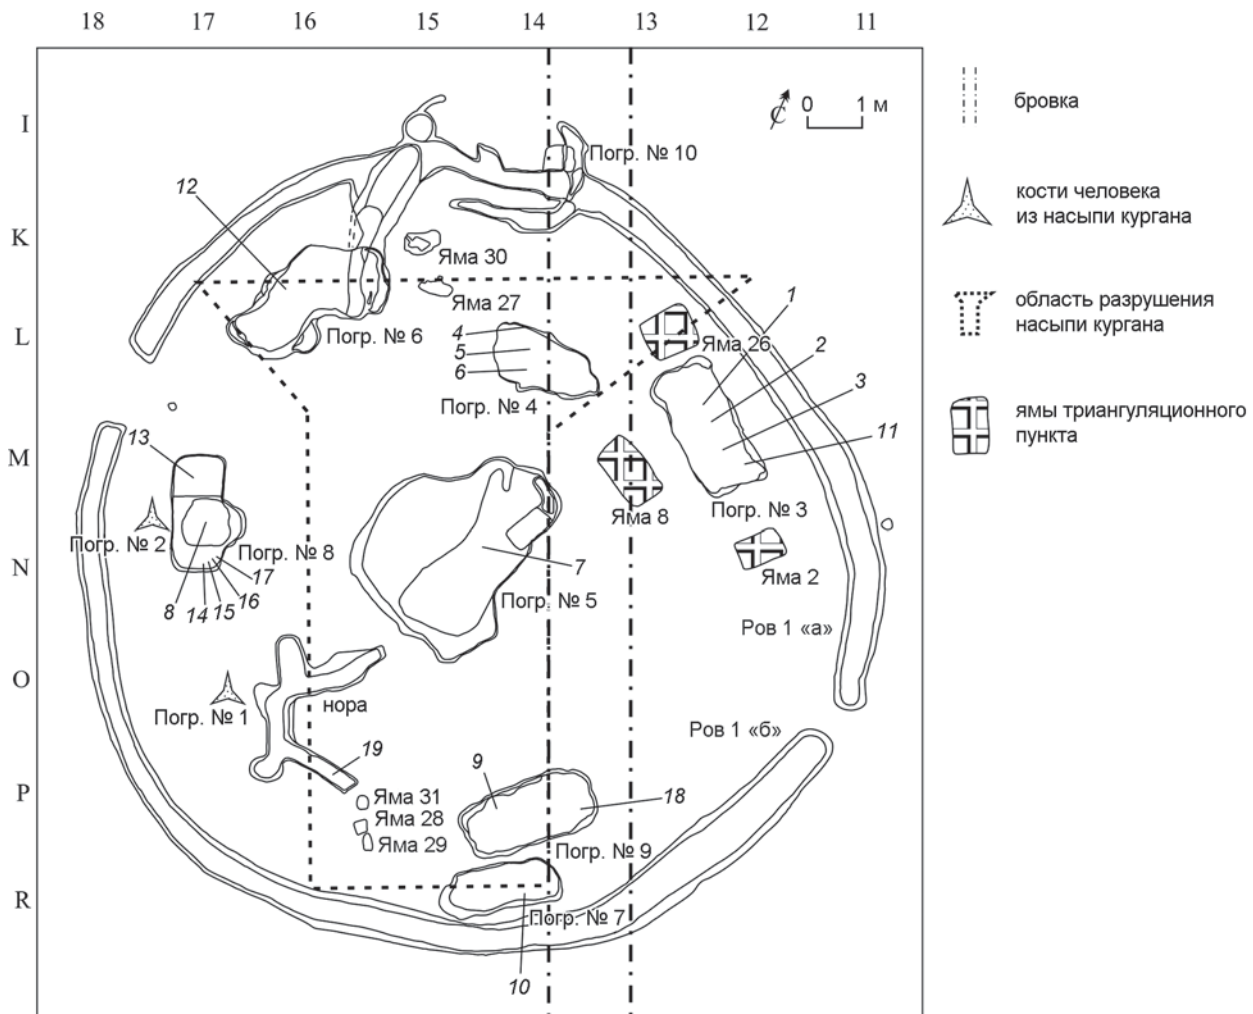 18 17 16 15 14 13 12 11
I
С 0 1 м
бровка
Погр. № 10
12
кости человека
из насыпи кургана
K
Яма 30
Яма 27
1
область разрушения
насыпи кургана
L
Погр. № 6
4
5
6
Яма 26
2
3
Погр. № 4
11
ямы триангуляционного
пункта
M
13
Погр. № 3
Яма 8
Погр. № 2
Погр. № 8
N
17
16
15
14
8
7
Яма 2
Погр. № 5
Ров 1 «а»
O
нора
Погр. № 1
Ров 1 «б»
19
9
18
P
Яма 31
Яма 28
Яма 29
Погр. № 9
R
Погр. № 7
10